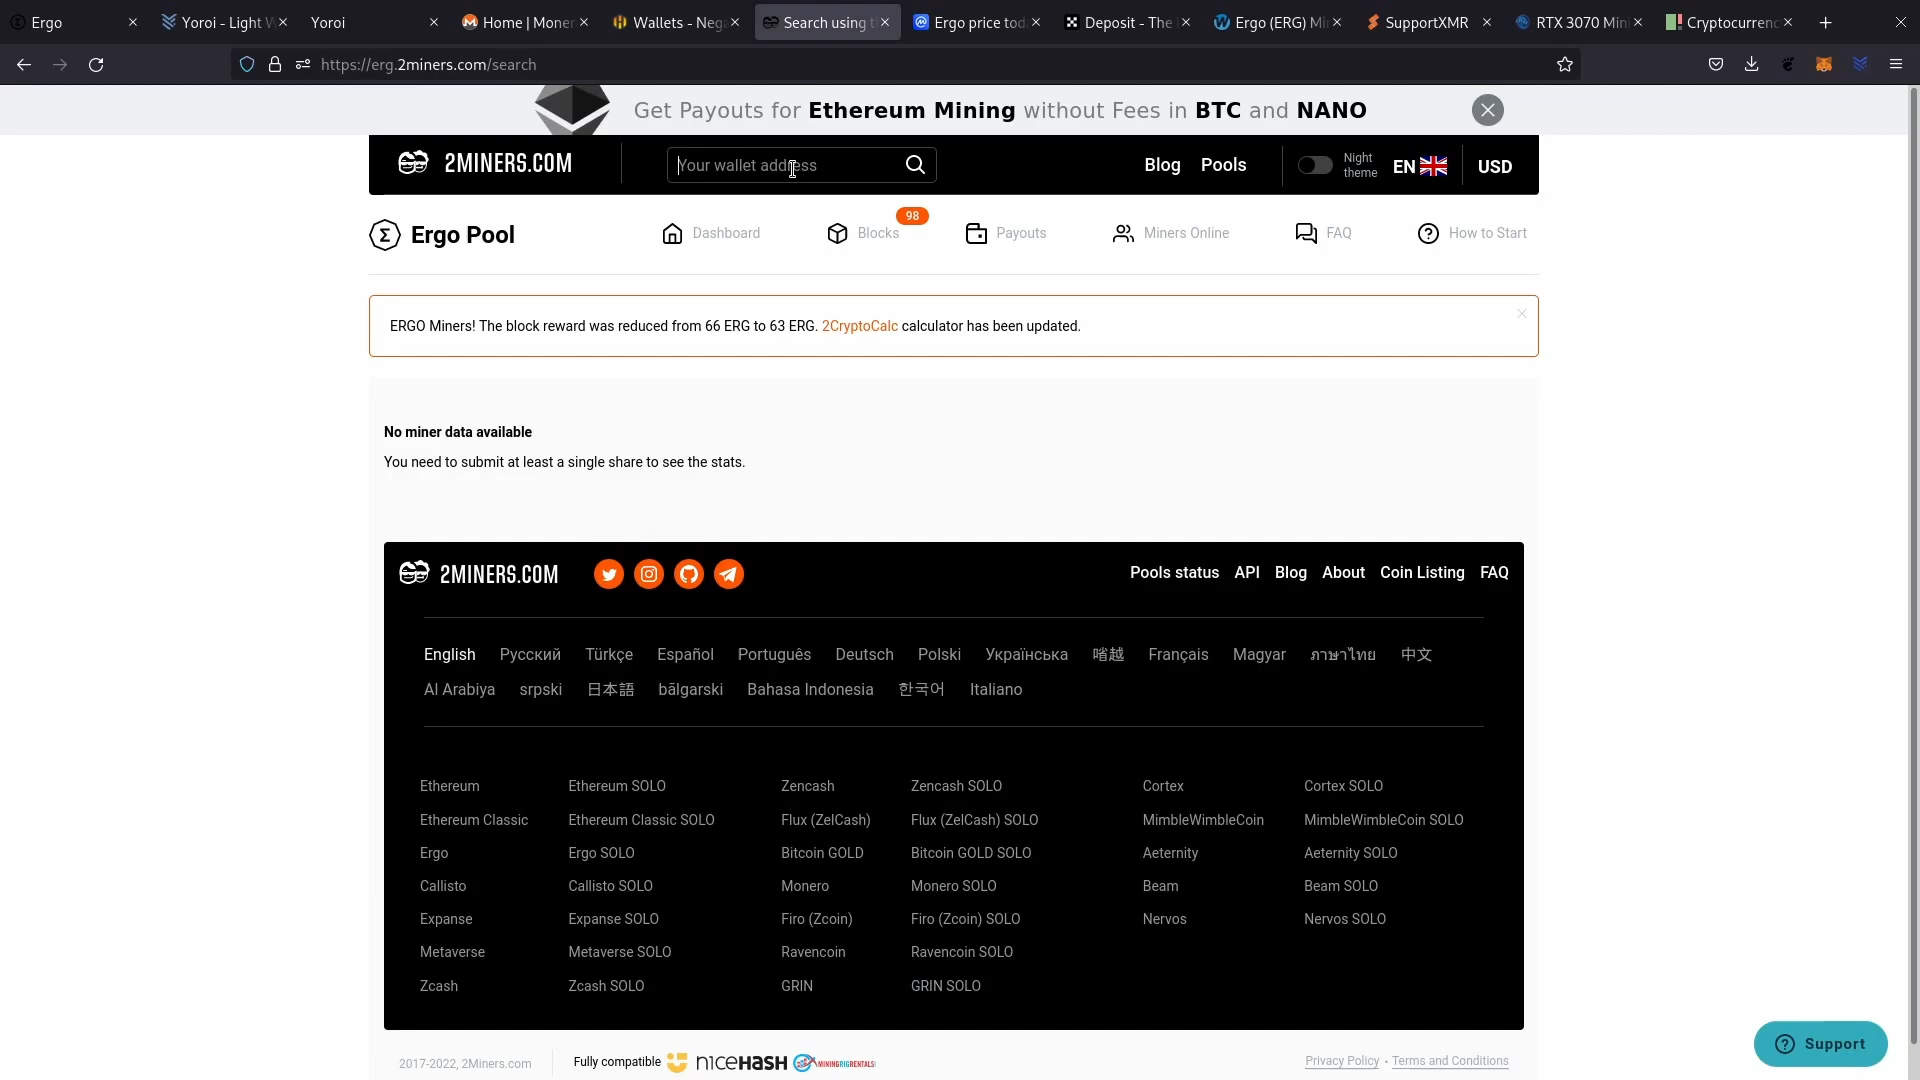 Ergo
Yoroi - Light W
Yoroi
Home | Moner
Wallets - Nega
Search using t
Ergo price tod
Deposit - The
Ergo (ERG) Mi
SupportXMR
RTX 3070 Min
Cryptocurrenc
https://erg.2miners.com/search
Get Payouts for Ethereum Mining without Fees in BTC and NANO
2MINERS.COM
Your wallet address
Blog
Pools
Night
theme
EN
USD
Ergo Pool
Dashboard
Blocks
98
Payouts
Miners Online
FAQ
How to Start
ERGO Miners! The block reward was reduced from 66 ERG to 63 ERG. 2CryptoCalc calculator has been updated.
No miner data available
You need to submit at least a single share to see the stats.
2MINERS.COM
Pools status API Blog About Coin Listing FAQ
English Русский Türkçe Español Português Deutsch Polski Українська 㗂越 Français Magyar ภาษาไทย 中文
Al Arabiya srpski 日本語 bãlgarski Bahasa Indonesia 한국어 Italiano
Ethereum Ethereum SOLO Zencash Zencash SOLO Cortex Cortex SOLO
Ethereum Classic Ethereum Classic SOLO Flux (ZelCash) Flux (ZelCash) SOLO MimbleWimbleCoin MimbleWimbleCoin SOLO
Ergo Ergo SOLO Bitcoin GOLD Bitcoin GOLD SOLO Aeternity Aeternity SOLO
Callisto Callisto SOLO Monero Monero SOLO Beam Beam SOLO
Expanse Expanse SOLO Firo (Zcoin) Firo (Zcoin) SOLO Nervos Nervos SOLO
Metaverse Metaverse SOLO Ravencoin Ravencoin SOLO
Zcash Zcash SOLO GRIN GRIN SOLO
Support
2017-2022, 2Miners.com
Fully compatible
nicehash
MININGRIGRENTALS
Privacy Policy • Terms and Conditions